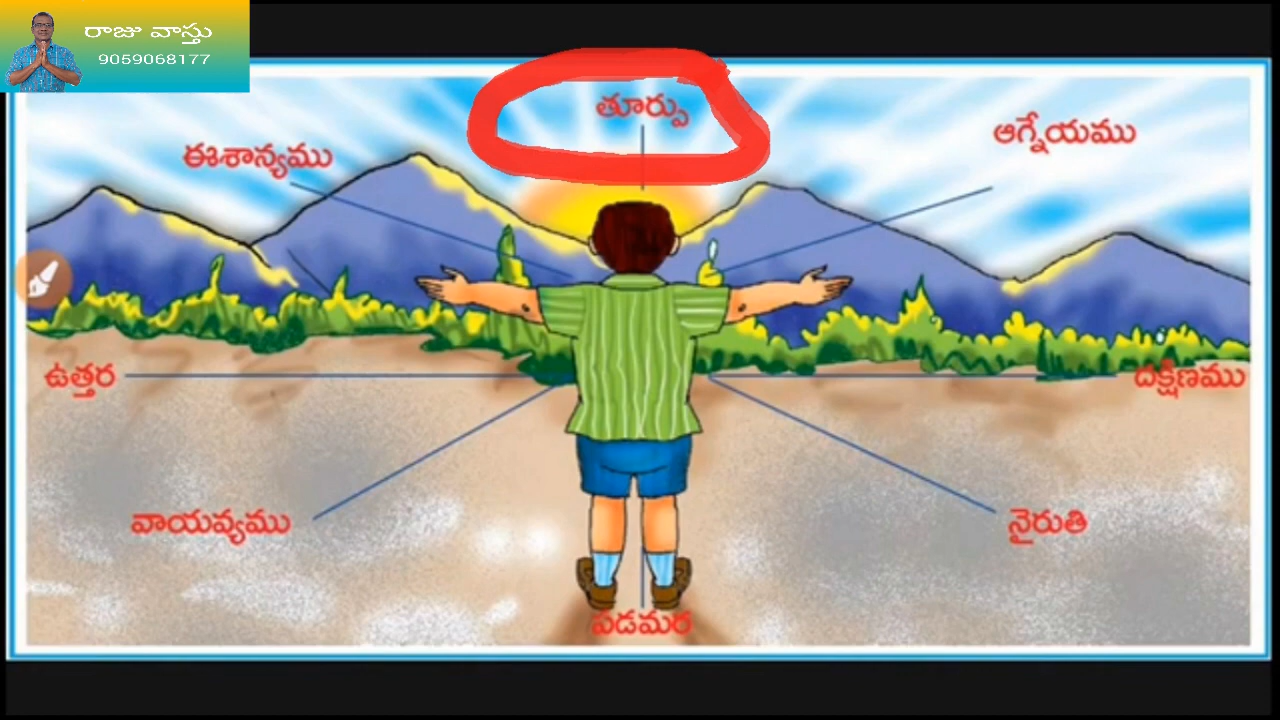 రాజు వాస్తు
9059068177
తూర్పు
ఆగ్నేయము
ఈశాన్యము
ఉత్తర
దక్షిణము
వాయవ్యము
నైరుతి
పడమర